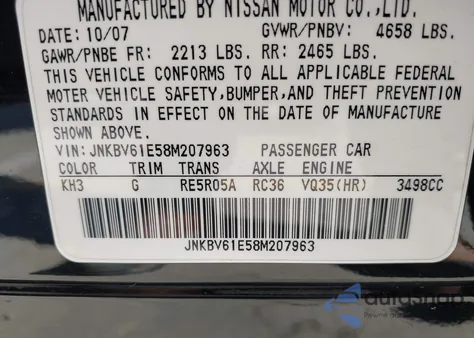 MANUFACTURED BY NISSAN MOTOR CO.,LTD.
DATE: 10/07 GVWR/PNBV: 4658 LBS.
GAWR/PNBE FR: 2213 LBS. RR: 2465 LBS.
THIS VEHICLE CONFORMS TO ALL APPLICABLE FEDERAL
MOTOR VEHICLE SAFETY,BUMPER,AND THEFT PREVENTION
STANDARDS IN EFFECT ON THE DATE OF MANUFACTURE
SHOWN ABOVE.
VIN: JNKBV61E58M207963 PASSENGER CAR
COLOR TRIM TRANS AXLE ENGINE
KH3 G RE5R05A RC36 VQ35(HR) 3498CC
JNKBV61E58M207963